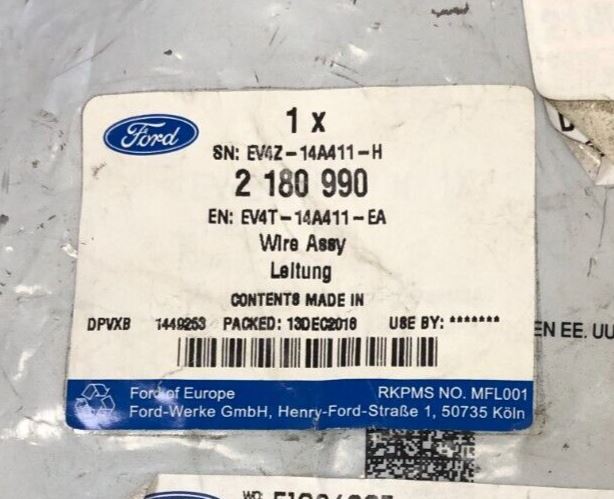 Ford
1 x
SN: EV4Z-14A411-H
2 180 990
EN: EV4T-14A411-EA
Wire Assy
Leitung
CONTENTS MADE IN
DPVXB 1449253 PACKED: 13DEC2016 USE BY: *******
Ford of Europe RKPMS NO. MFL001
Ford-Werke GmbH, Henry-Ford-Straße 1, 50735 Köln
EN EE. UU